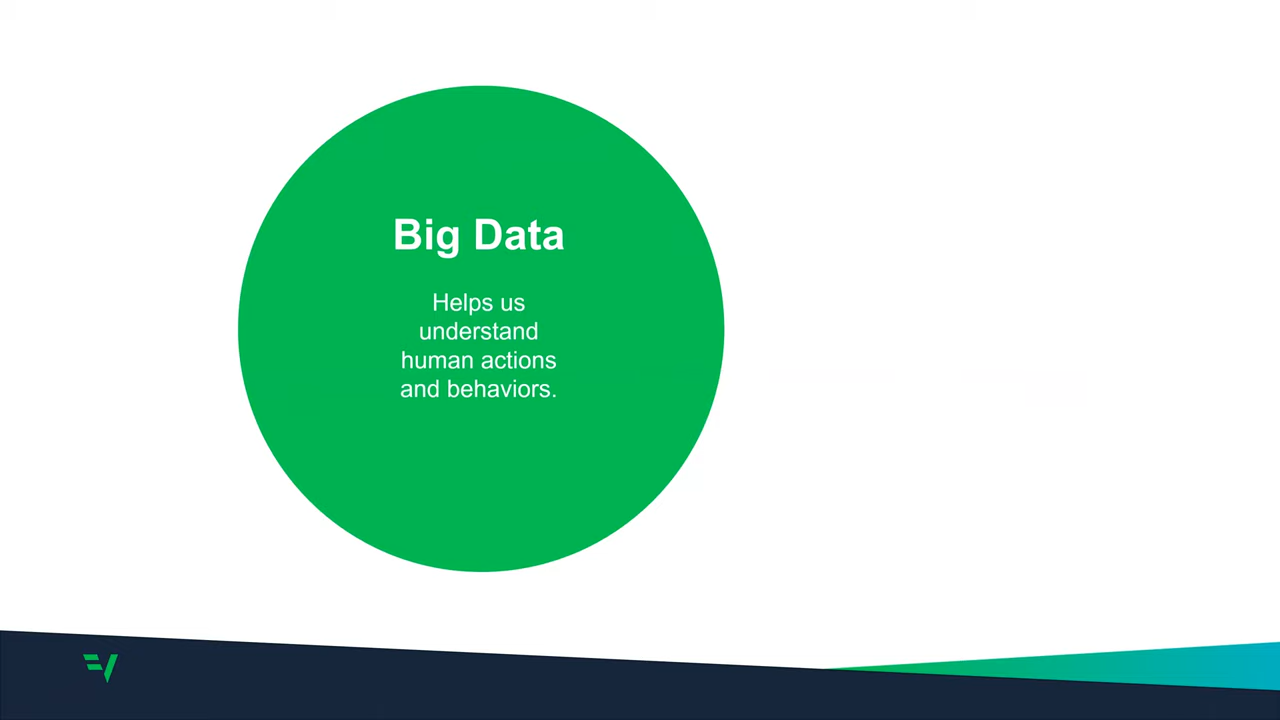 Big Data
Helps us
understand
human actions
and behaviors.